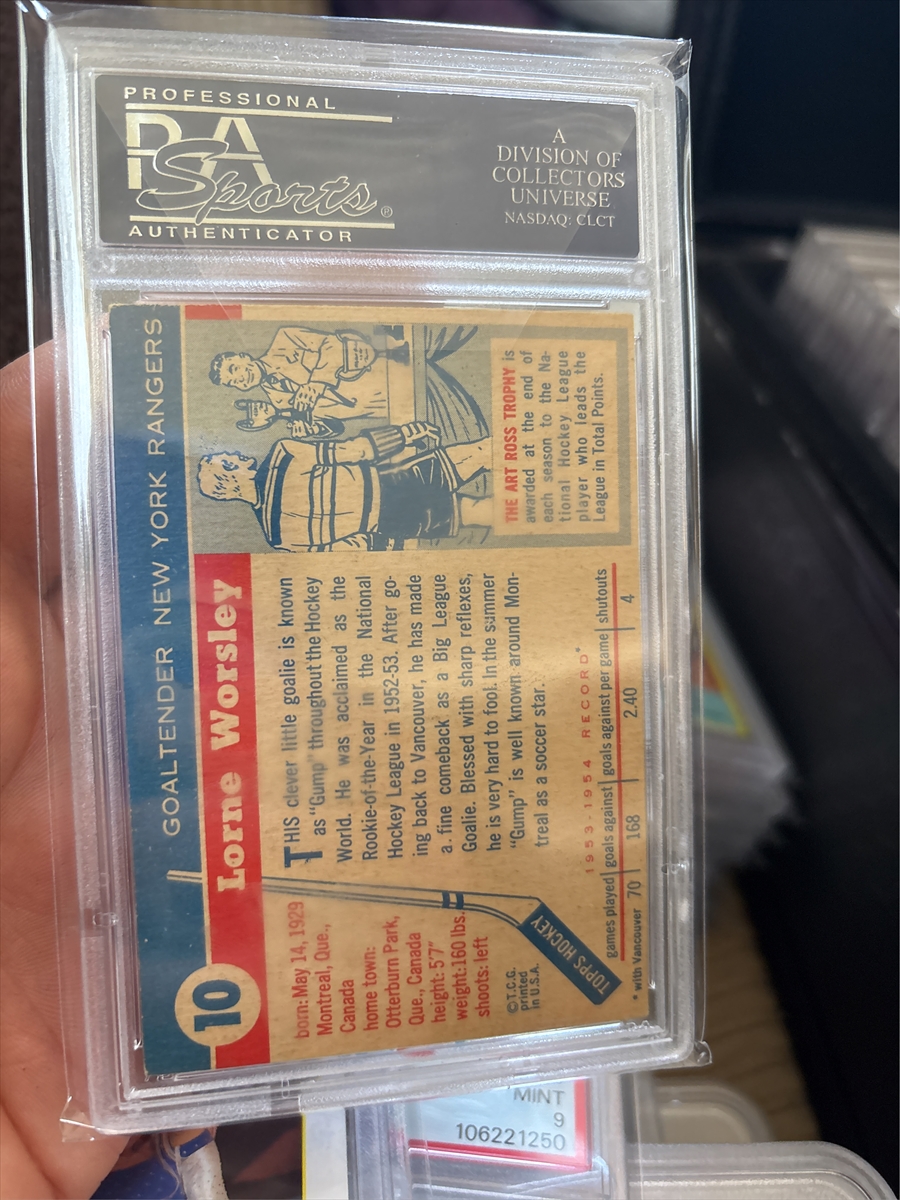 PROFESSIONAL
PSA
Sports®
AUTHENTICATOR
A
DIVISION OF
COLLECTORS
UNIVERSE
NASDAQ: CLCT
10
GOALTENDER NEW YORK RANGERS
Lorne Worsley
born: May 14, 1929
Montreal, Que.,
Canada
home town:
Otterburn Park,
Que., Canada
height: 5'7"
weight: 160 lbs.
shoots: left
©T.C.G.
printed
in U.S.A.
TOPPS HOCKEY
THIS clever little goalie is known
as "Gump" throughout the Hockey
World. He was acclaimed as the
Rookie-of-the-Year in the National
Hockey League in 1952-53. After go-
ing back to Vancouver, he has made
a fine comeback as a Big League
Goalie. Blessed with sharp reflexes,
he is very hard to fool. In the summer
"Gump" is well known around Mon-
treal as a soccer star.
THE ART ROSS TROPHY is
awarded at the end of
each season to the Na-
tional Hockey League
player who leads the
League in Total Points.
1953-1954 RECORD*
games played goals against goals against per game shutouts
70 168 2.40 4
* with Vancouver
MINT
9
106221250